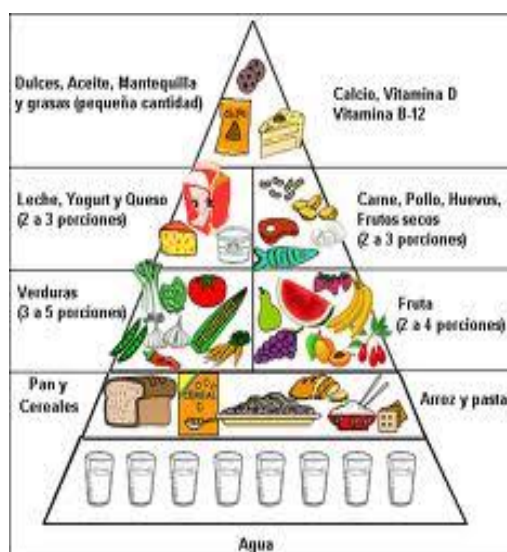 Dulces, Aceite, Mantequilla
y grasas (pequeña cantidad)
Calcio, Vitamina D
Vitamina B-12
Leche, Yogurt y Queso
(2 a 3 porciones)
Carne, Pollo, Huevos,
Frutos secos
(2 a 3 porciones)
Verduras
(3 a 5 porciones)
Fruta
(2 a 4 porciones)
Pan y
Cereales
CEREAL
Arroz y pasta
Agua